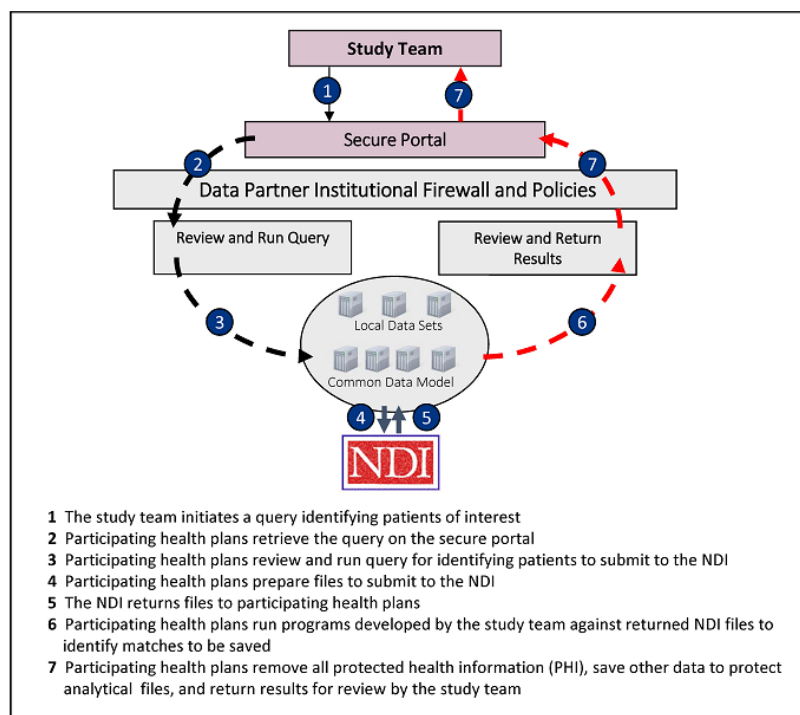 Study Team
1
7
Secure Portal
2
7
Data Partner Institutional Firewall and Policies
Review and Run Query
Review and Return
Results
3
6
Local Data Sets
Common Data Model
4
5
NDI
1 The study team initiates a query identifying patients of interest
2 Participating health plans retrieve the query on the secure portal
3 Participating health plans review and run query for identifying patients to submit to the NDI
4 Participating health plans prepare files to submit to the NDI
5 The NDI returns files to participating health plans
6 Participating health plans run programs developed by the study team against returned NDI files to
identify matches to be saved
7 Participating health plans remove all protected health information (PHI), save other data to protect
analytical files, and return results for review by the study team